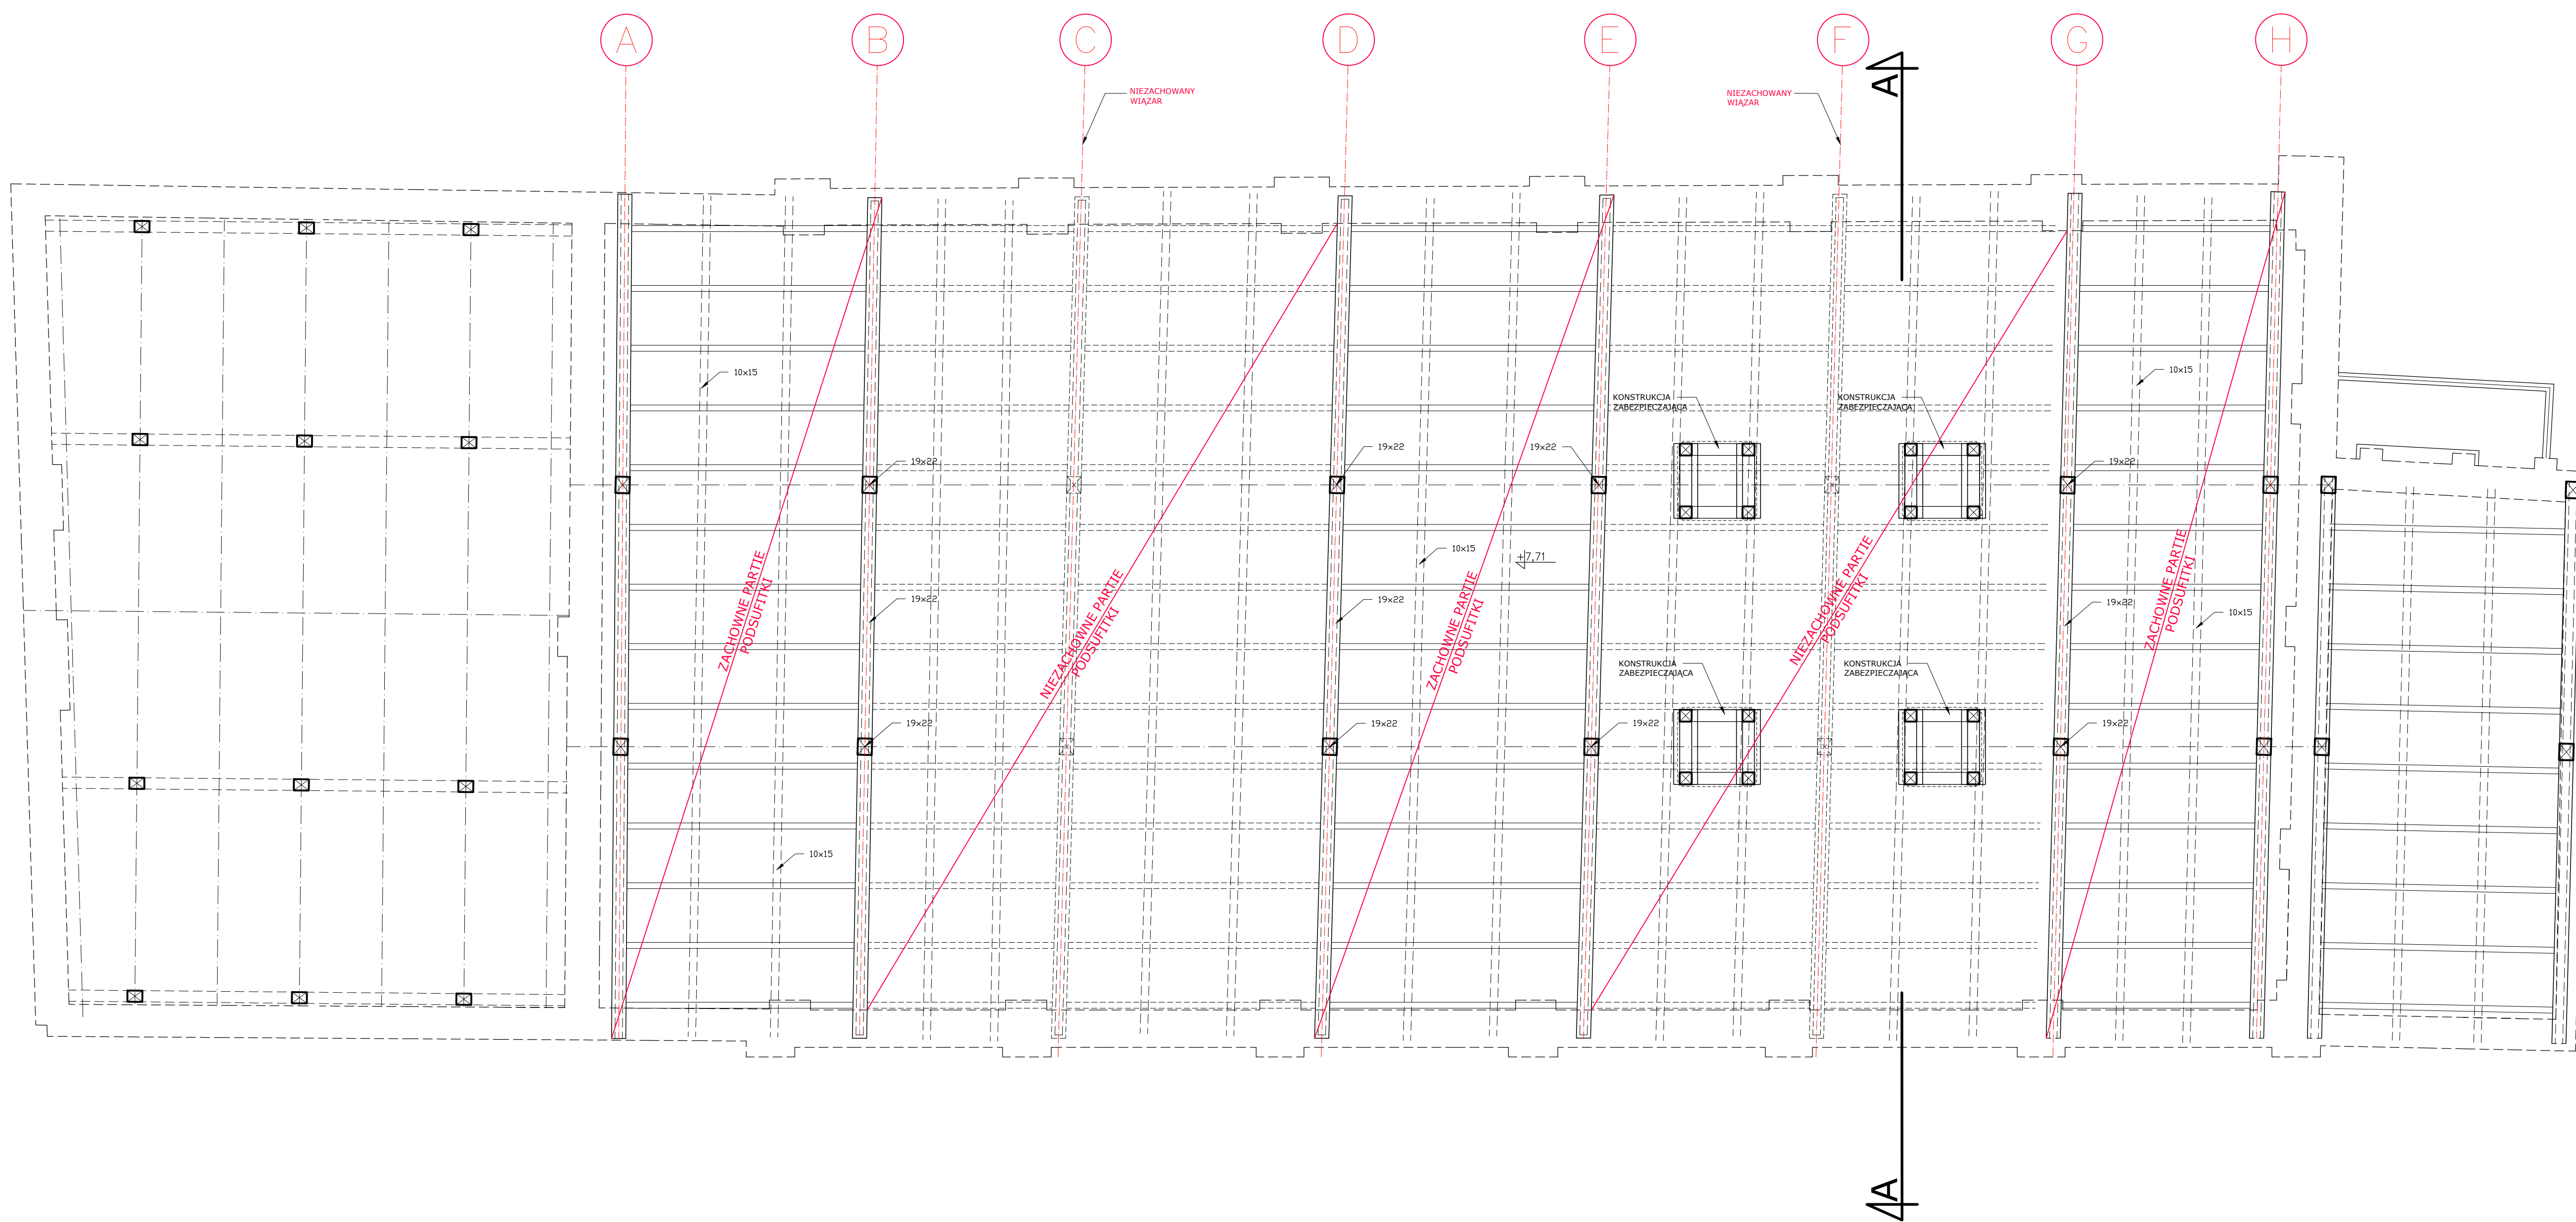 A
B
C
D
E
F
G
H
NIEZACHOWANY
WIĄZAR
NIEZACHOWANY
WIĄZAR
A
10x15
10x15
KONSTRUKCJA
ZABEZPIECZAJĄCA
KONSTRUKCJA
ZABEZPIECZAJĄCA
19x22
19x22
19x22
19x22
19x22
10x15
+7,71
ZACHOWNE PARTIE
PODSUFITKI
NIEZACHOWNE PARTIE
PODSUFITKI
ZACHOWNE PARTIE
PODSUFITKI
NIEZACHOWNE PARTIE
PODSUFITKI
ZACHOWNE PARTIE
PODSUFITKI
19x22
19x22
19x22
10x15
KONSTRUKCJA
ZABEZPIECZAJĄCA
KONSTRUKCJA
ZABEZPIECZAJĄCA
19x22
19x22
19x22
19x22
10x15
A